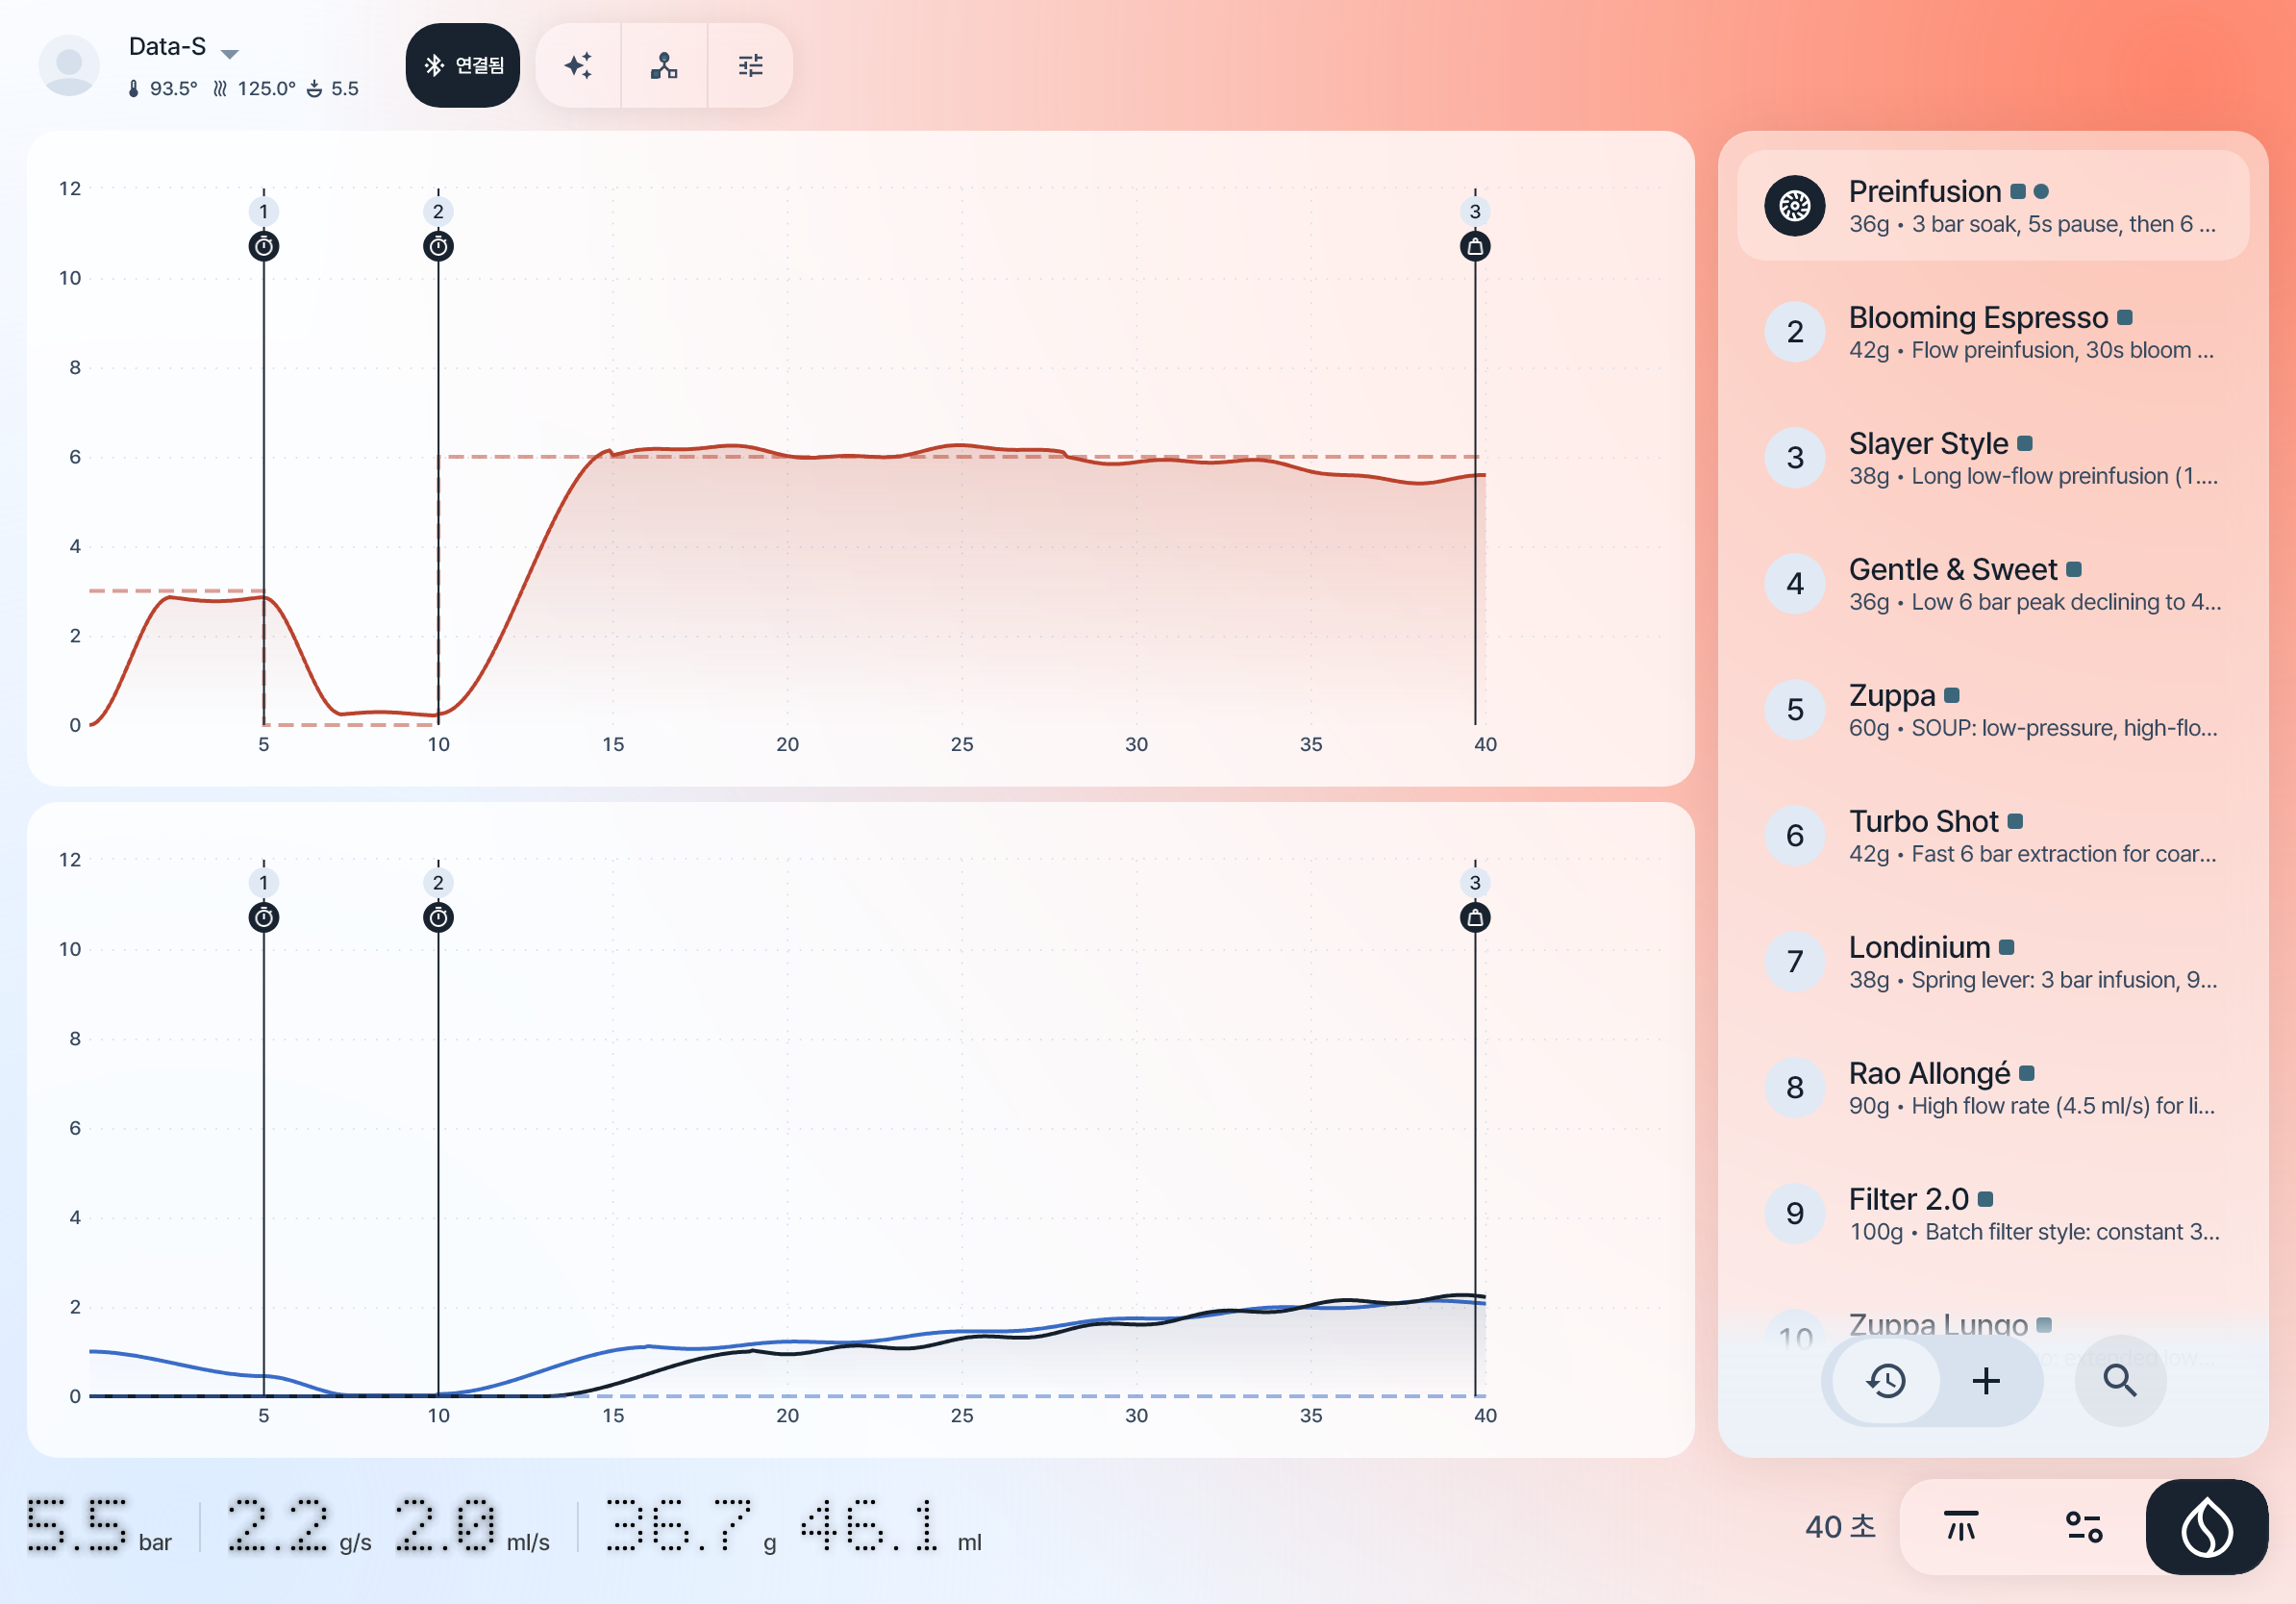 Data-S
93.5° 125.0° 5.5
연결됨
12
10
8
6
4
2
0
1
2
3
5 10 15 20 25 30 35 40
12
10
8
6
4
2
0
1
2
3
5 10 15 20 25 30 35 40
Preinfusion
36g • 3 bar soak, 5s pause, then 6 ...
2
Blooming Espresso
42g • Flow preinfusion, 30s bloom ...
3
Slayer Style
38g • Long low-flow preinfusion (1....
4
Gentle & Sweet
36g • Low 6 bar peak declining to 4...
5
Zuppa
60g • SOUP: low-pressure, high-flo...
6
Turbo Shot
42g • Fast 6 bar extraction for coar...
7
Londinium
38g • Spring lever: 3 bar infusion, 9...
8
Rao Allongé
90g • High flow rate (4.5 ml/s) for li...
9
Filter 2.0
100g • Batch filter style: constant 3...
10
Zuppa Lungo
extended low...
5.5 bar 2.2 g/s 2.0 ml/s 36.7 g 46.1 ml
40 초